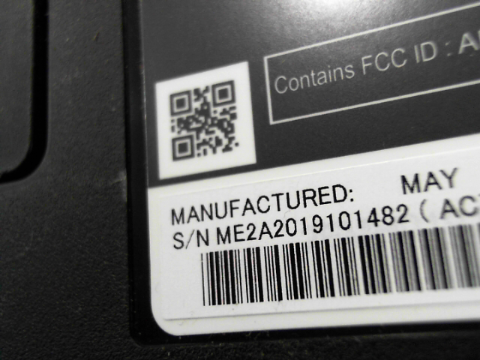 Contains FCC ID :
MANUFACTURED: MAY
S/N ME2A2019101482 ( AC